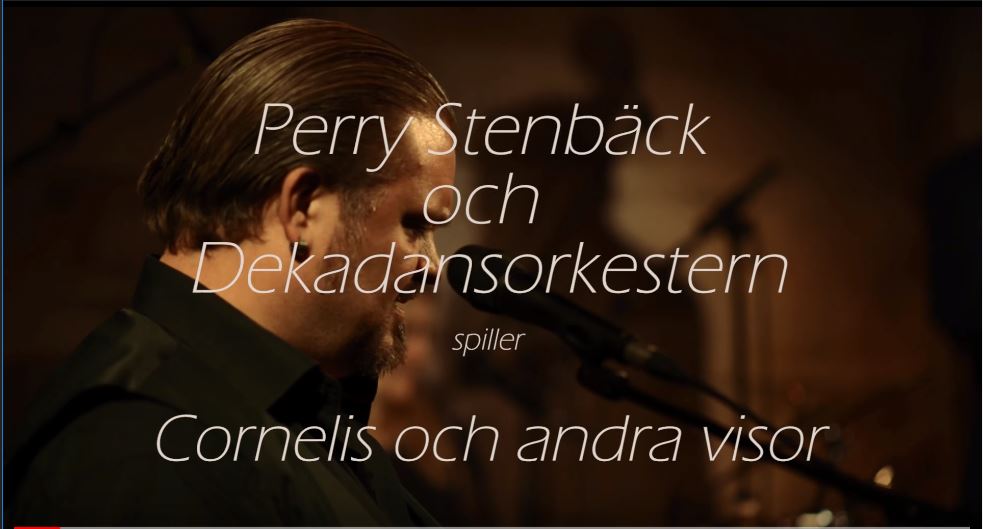 Perry Stenbäck
och
Dekadansorkestern
spiller
Cornelis och andra visor